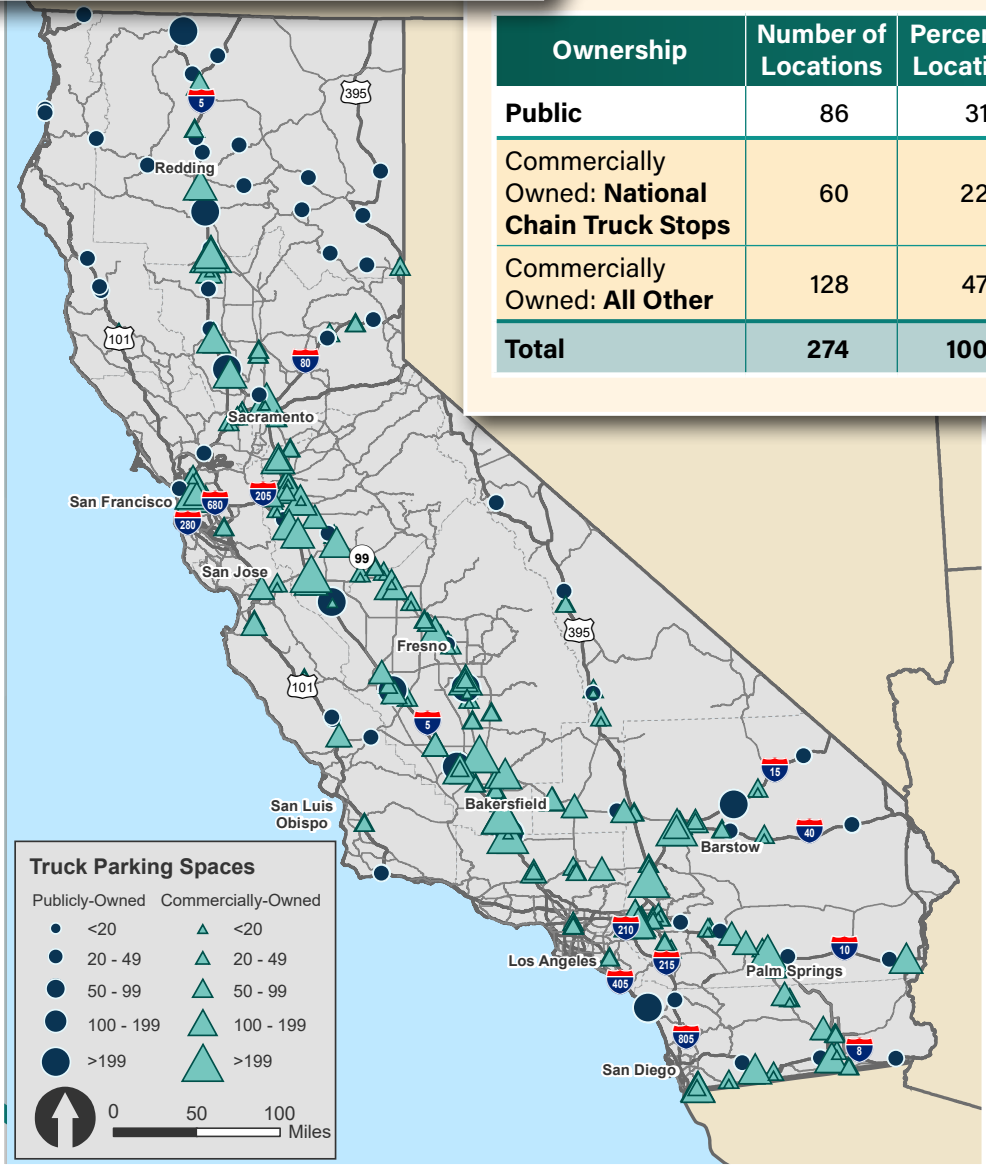 Ownership
Number of Locations
Percen
Locati
Public
86
31
Commercially
Owned: National
Chain Truck Stops
60
22
Commercially
Owned: All Other
128
47
Total
274
100
5
395
Redding
101
80
Sacramento
San Francisco
680
205
280
99
San Jose
395
Fresno
101
5
15
San Luis
Obispo
Bakersfield
40
Barstow
210
10
Los Angeles
215
Palm Springs
405
805
8
San Diego
Truck Parking Spaces
Publicly-Owned Commercially-Owned
<20 <20
20 - 49 20 - 49
50 - 99 50 - 99
100 - 199 100 - 199
>199 >199
0 50 100
Miles